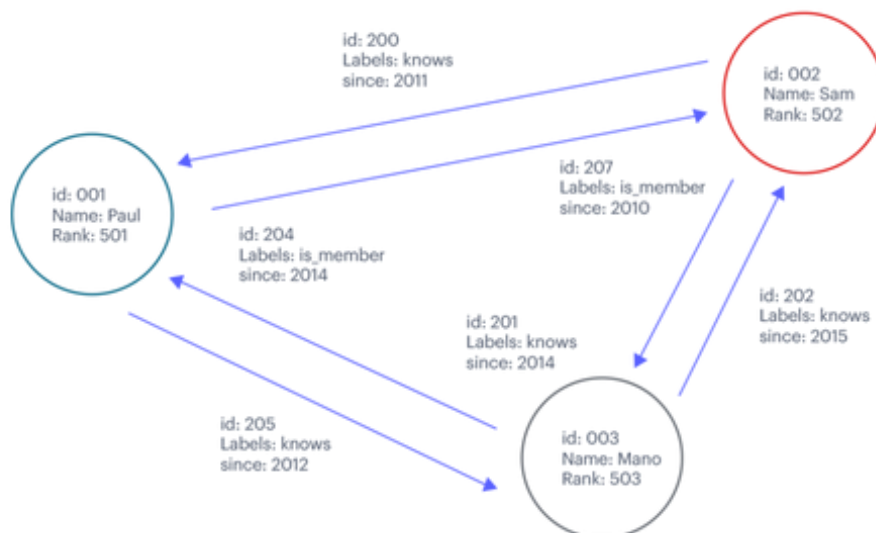 id: 200
Labels: knows
since: 2011
id: 002
Name: Sam
Rank: 502
id: 001
Name: Paul
Rank: 501
id: 207
Labels: is_member
since: 2010
id: 204
Labels: is_member
since: 2014
id: 202
Labels: knows
since: 2015
id: 201
Labels: knows
since: 2014
id: 205
Labels: knows
since: 2012
id: 003
Name: Mano
Rank: 503